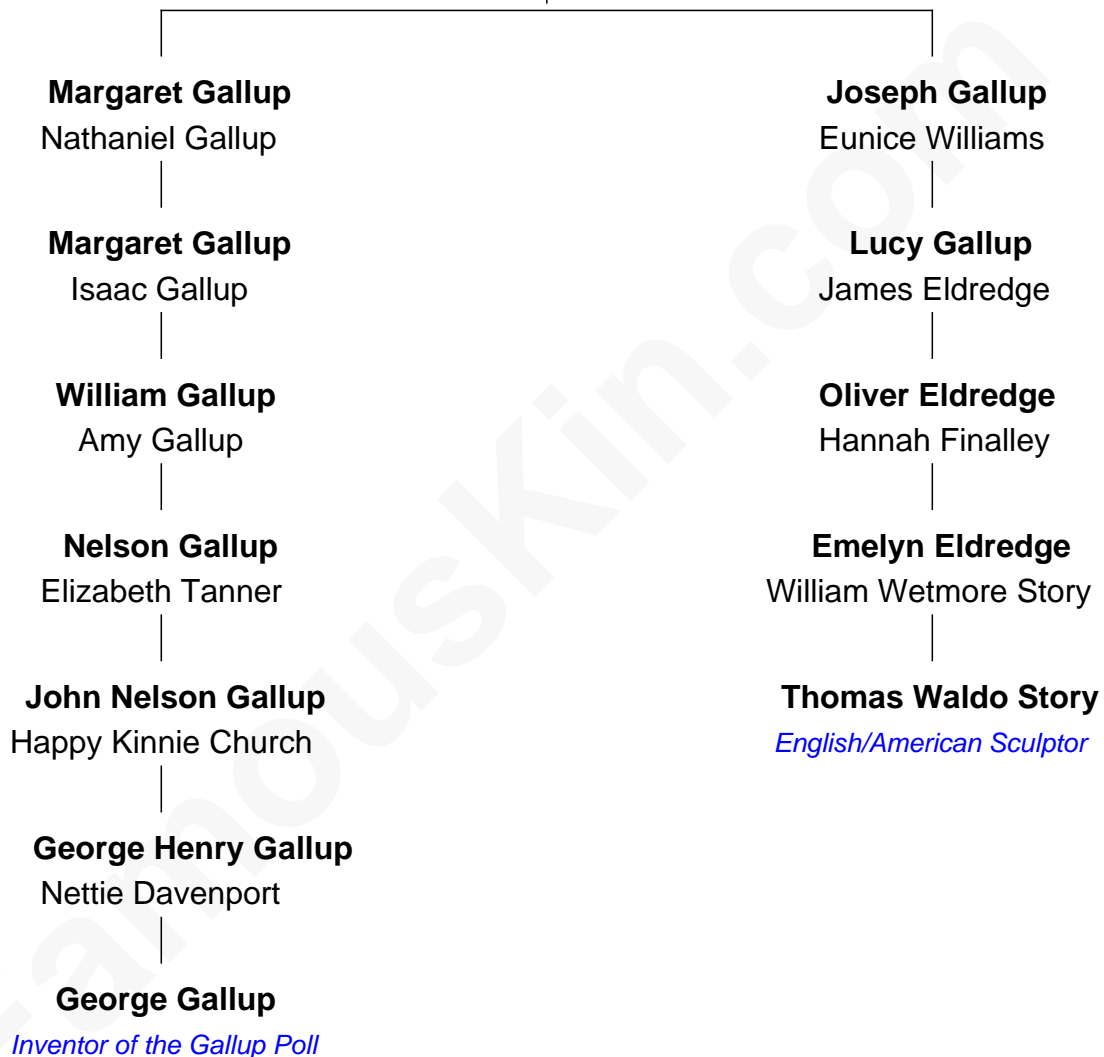 Margaret Gallup
Nathaniel Gallup
Margaret Gallup
Isaac Gallup
William Gallup
Amy Gallup
Nelson Gallup
Elizabeth Tanner
John Nelson Gallup
Happy Kinnie Church
George Henry Gallup
Nettie Davenport
George Gallup
Inventor of the Gallup Poll
Joseph Gallup
Eunice Williams
Lucy Gallup
James Eldredge
Oliver Eldredge
Hannah Finalley
Emelyn Eldredge
William Wetmore Story
Thomas Waldo Story
English/American Sculptor
FamousKin.com